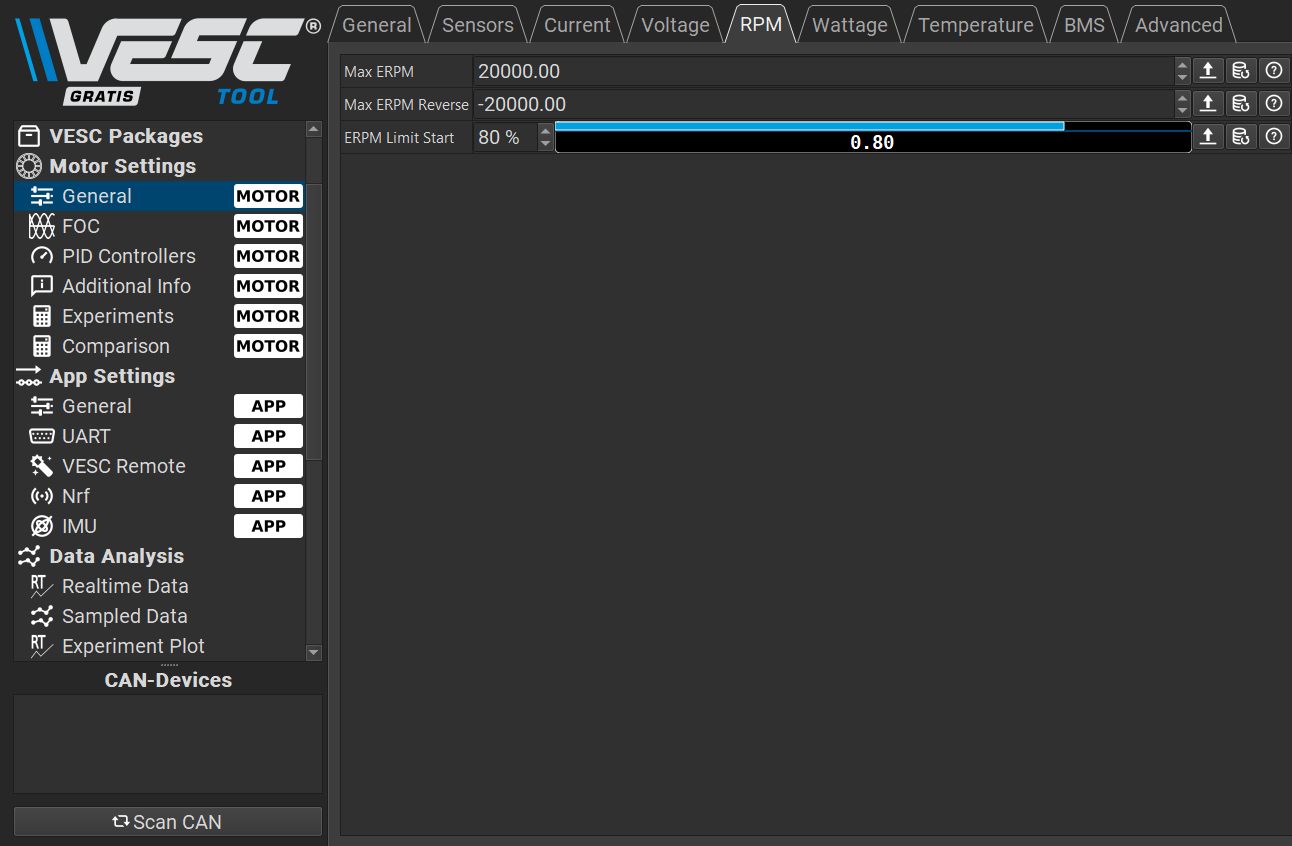 VESC®
GRATIS TOOL
VESC Packages
Motor Settings
General MOTOR
FOC MOTOR
PID Controllers MOTOR
Additional Info MOTOR
Experiments MOTOR
Comparison MOTOR
App Settings
General APP
UART APP
VESC Remote APP
Nrf APP
IMU APP
Data Analysis
RT Realtime Data
Sampled Data
RT Experiment Plot
CAN-Devices
Scan CAN
General Sensors Current Voltage RPM Wattage Temperature BMS Advanced
Max ERPM 20000.00
Max ERPM Reverse -20000.00
ERPM Limit Start 80 % 0.80